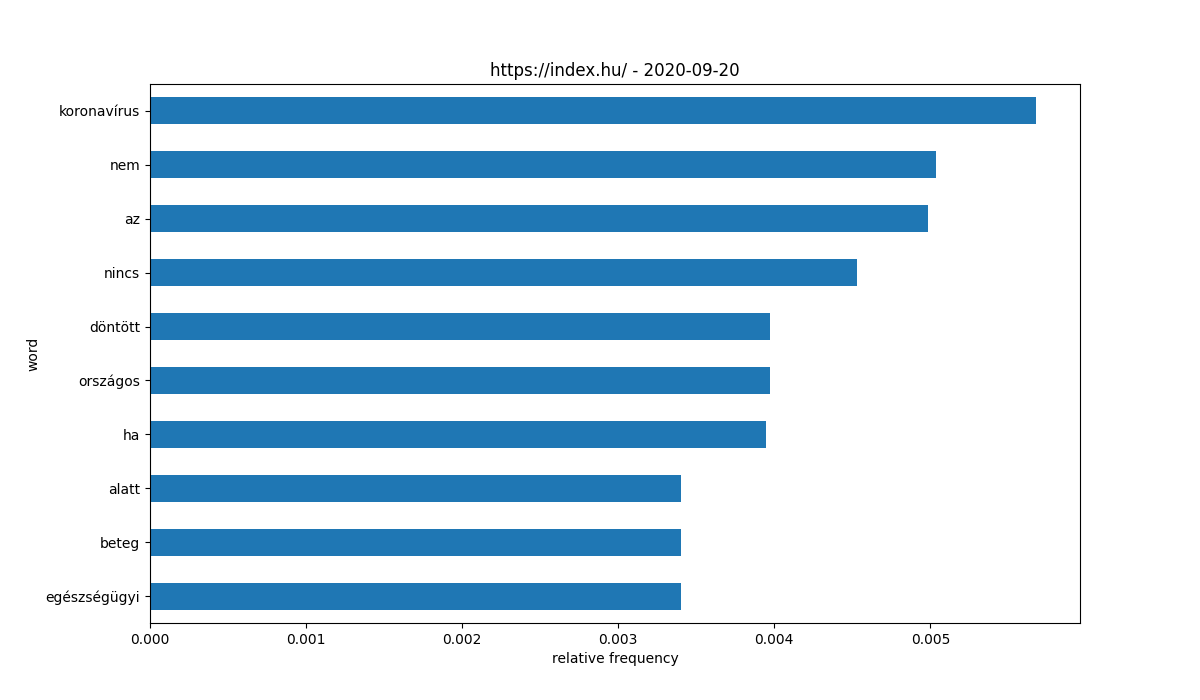 https://index.hu/ - 2020-09-20
koronavírus
nem
az
nincs
döntött
országos
ha
alatt
beteg
egészségügyi
word
0.000 0.001 0.002 0.003 0.004 0.005
relative frequency